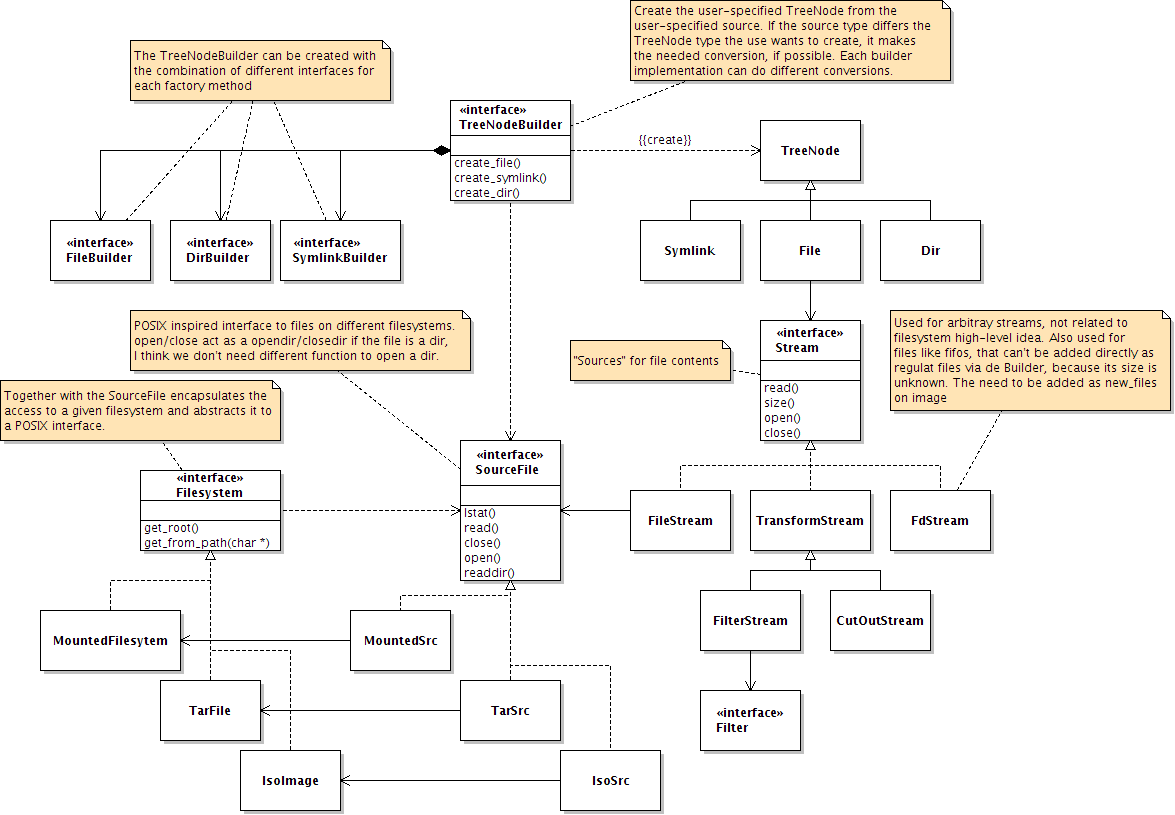 Create the user-specified TreeNode from the
user-specified source. If the source type differs the
TreeNode type the use wants to create, it makes
the needed conversion, if possible. Each builder
implementation can do different conversions.
The TreeNodeBuilder can be created with
the combination of different interfaces for
each factory method
«interface»
TreeNodeBuilder
create_file()
create_symlink()
create_dir()
{{create}}
TreeNode
«interface»
FileBuilder
«interface»
DirBuilder
«interface»
SymlinkBuilder
Symlink
File
Dir
POSIX inspired interface to files on different filesystems.
open/close act as a opendir/closedir if the file is a dir,
I think we don't need different function to open a dir.
"Sources" for file contents
«interface»
Stream
read()
size()
open()
close()
Used for arbitray streams, not related to
filesystem high-level idea. Also used for
files like fifos, that can't be added directly as
regulat files via de Builder, because its size is
unknown. The need to be added as new_files
on image
Together with the SourceFile encapsulates the
access to a given filesystem and abstracts it to
a POSIX interface.
«interface»
Filesystem
get_root()
get_from_path(char *)
«interface»
SourceFile
lstat()
read()
close()
open()
readdir()
FileStream
TransformStream
FdStream
MountedFilesytem
MountedSrc
FilterStream
CutOutStream
TarFile
TarSrc
«interface»
Filter
IsoImage
IsoSrc